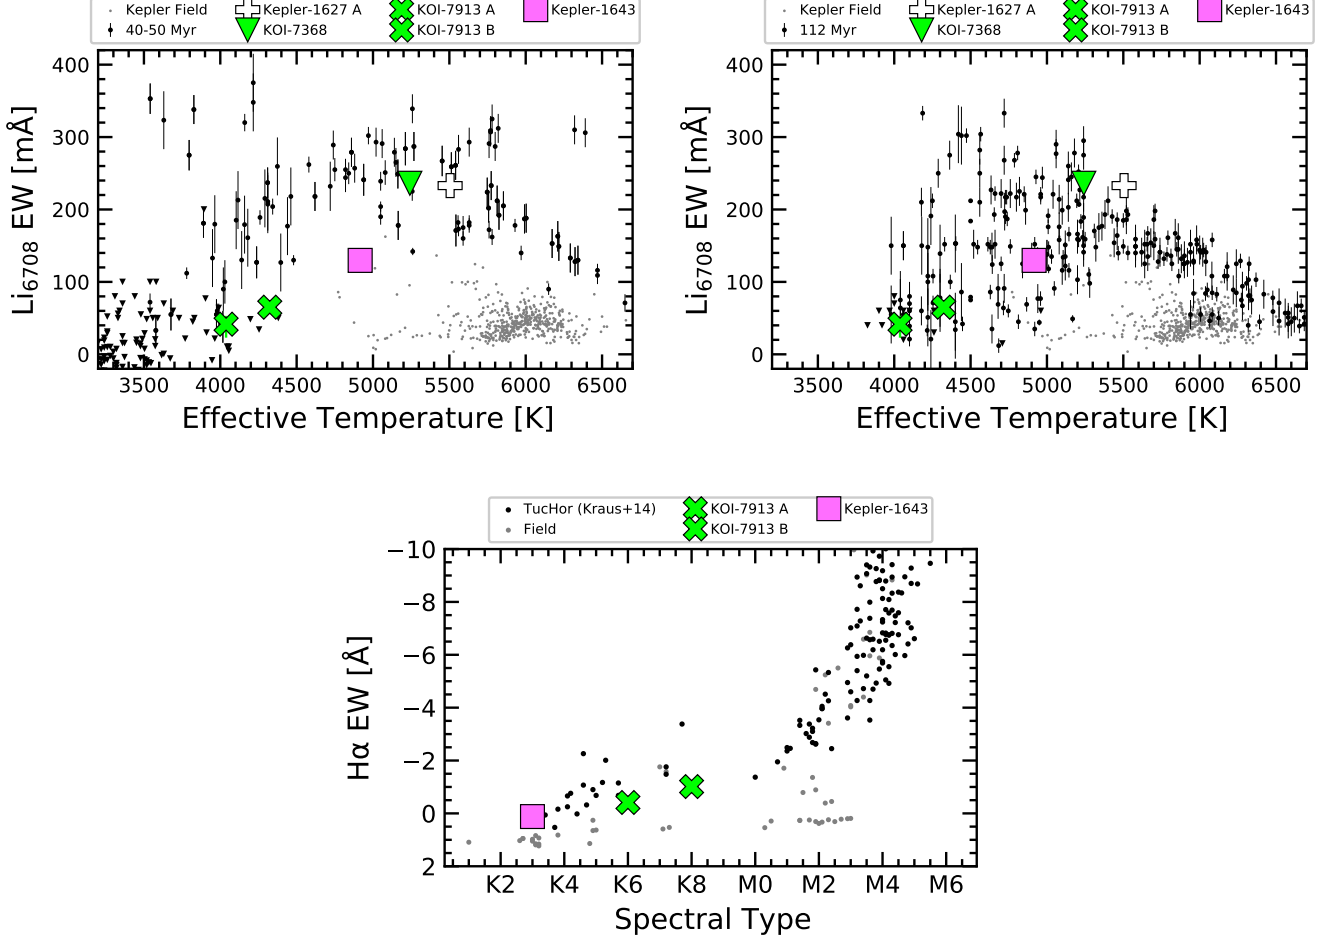 Kepler Field Kepler-1627 A KOI-7913 A Kepler-1643
40-50 Myr KOI-7368 KOI-7913 B
400
300
200
100
0
Li6708 EW [mÅ]
3500 4000 4500 5000 5500 6000 6500
Effective Temperature [K]
Kepler Field Kepler-1627 A KOI-7913 A Kepler-1643
112 Myr KOI-7368 KOI-7913 B
400
300
200
100
0
Li6708 EW [mÅ]
3500 4000 4500 5000 5500 6000 6500
Effective Temperature [K]
TucHor (Kraus+14) KOI-7913 A Kepler-1643
Field KOI-7913 B
−10
−8
−6
−4
−2
0
2
Hα EW [Å]
K2 K4 K6 K8 M0 M2 M4 M6
Spectral Type